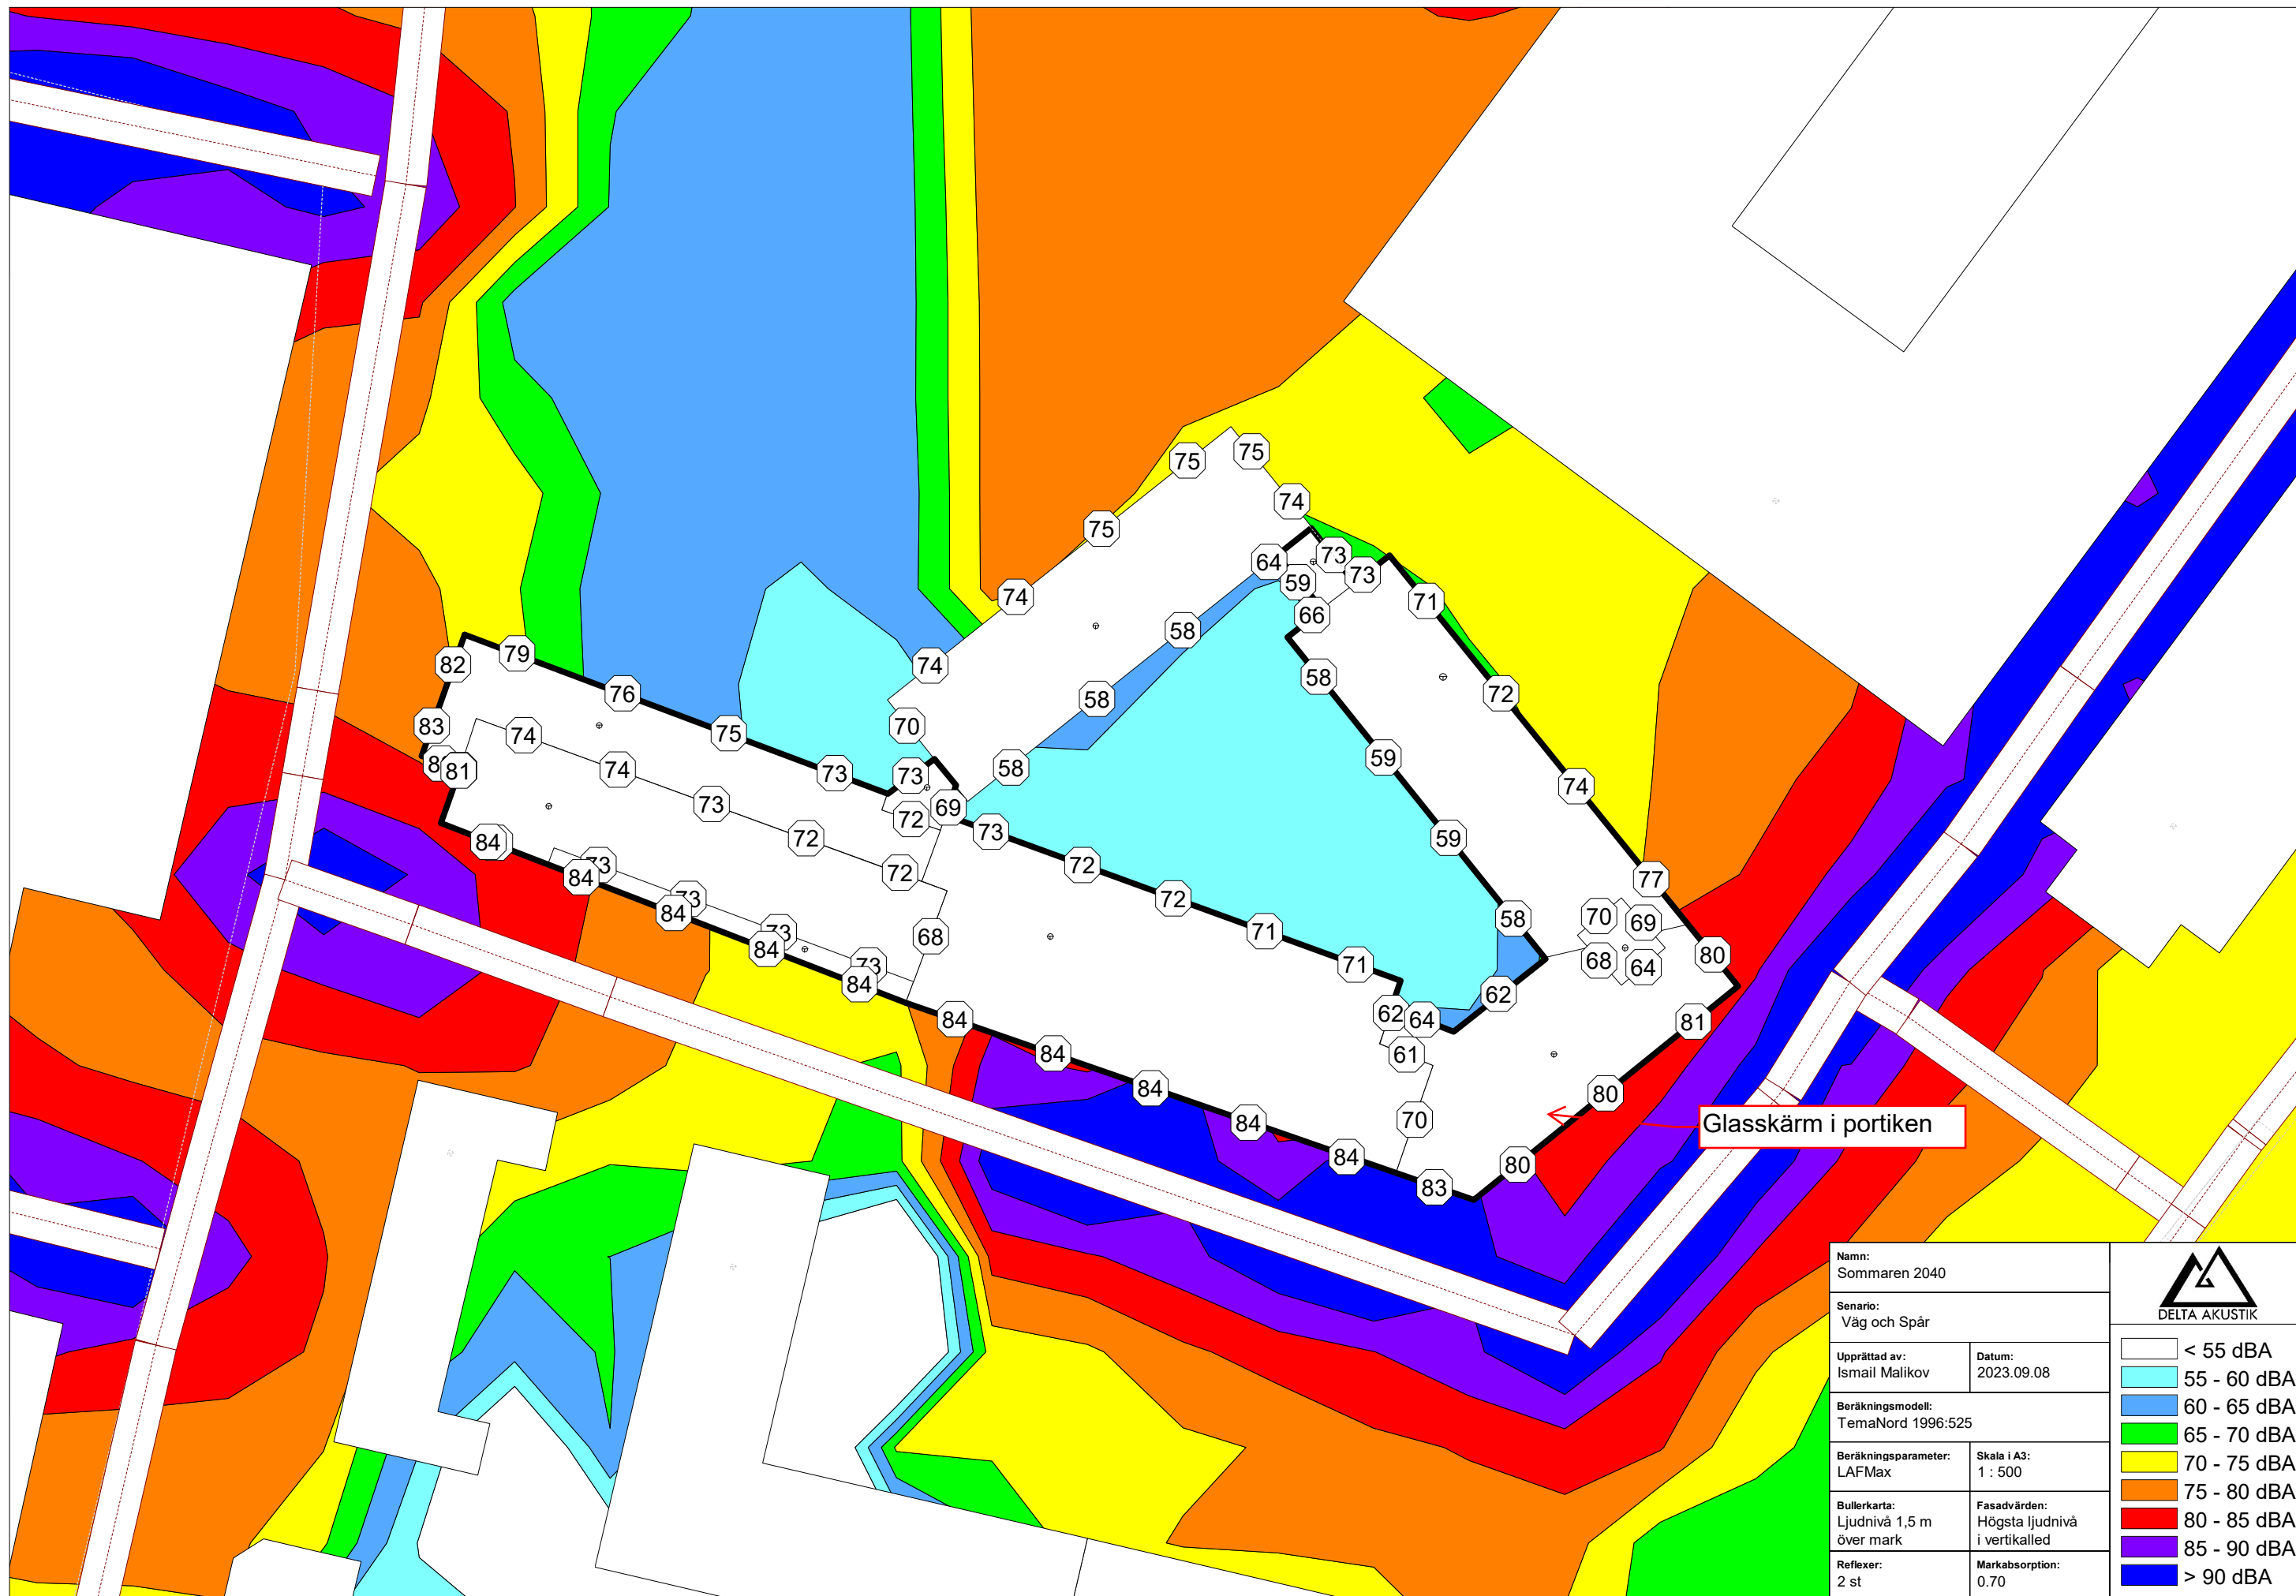 75
75
74
75
64
73
73
59
74
71
66
58
79
82
74
58
76
72
58
83
70
75
74
59
58
73
73
74
81
74
73
69
72
73
59
84
72
72
73
72
77
84
72
73
70
58
69
84
71
68
73
84
80
71
68
64
73
84
62
62
64
84
81
84
61
80
84
70
84
84
80
83
Glasskärm i portiken
Namn:
Sommaren 2040
Senario:
Väg och Spår
Upprättad av:
Ismail Malikov
Datum:
2023.09.08
Beräkningsmodell:
TemaNord 1996:525
Beräkningsparameter:
LAFMax
Skala i A3:
1 : 500
Bullerkarta:
Ljudnivå 1,5 m
över mark
Fasadvärden:
Högsta ljudnivå
i vertikalled
Reflexer:
2 st
Markabsorption:
0.70
DELTA AKUSTIK
< 55 dBA
55 - 60 dBA
60 - 65 dBA
65 - 70 dBA
70 - 75 dBA
75 - 80 dBA
80 - 85 dBA
85 - 90 dBA
> 90 dBA